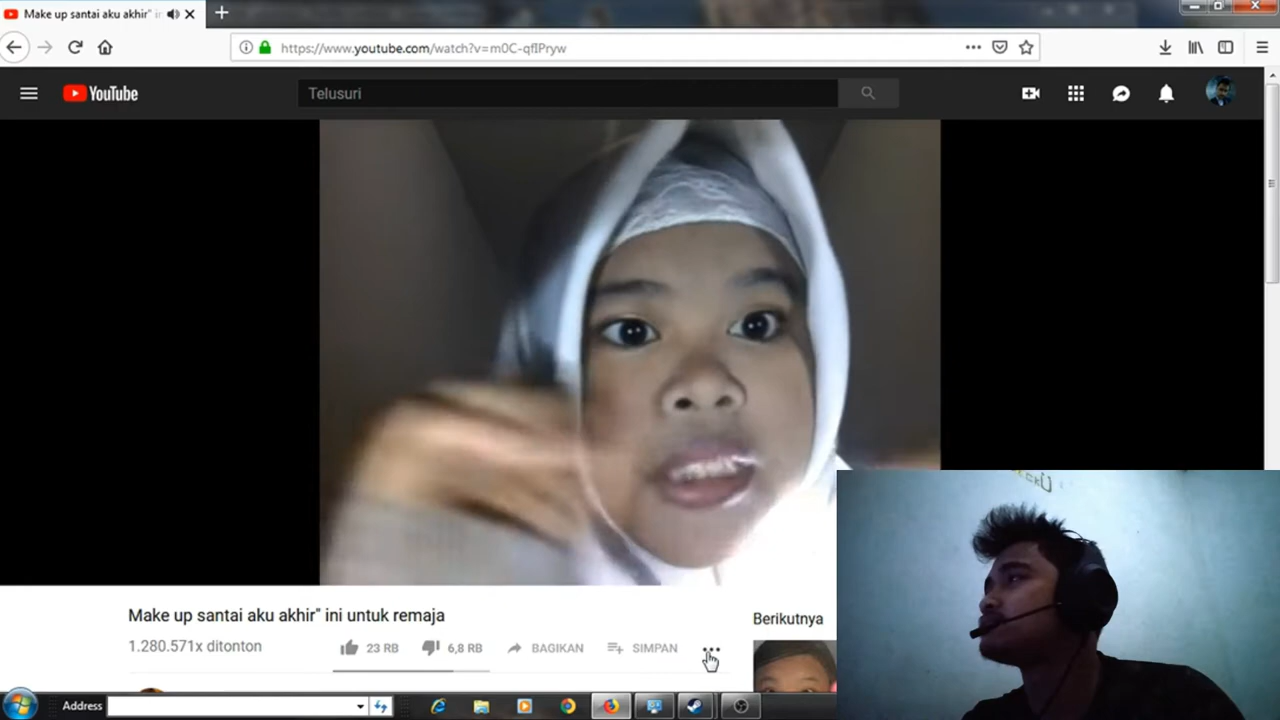 Make up santai aku akhir" in
https://www.youtube.com/watch?v=m0C-qfIPryw
YouTube
Telusuri
Make up santai aku akhir" ini untuk remaja
1.280.571x ditonton
23 RB
6,8 RB
BAGIKAN
SIMPAN
Berikutnya
Address